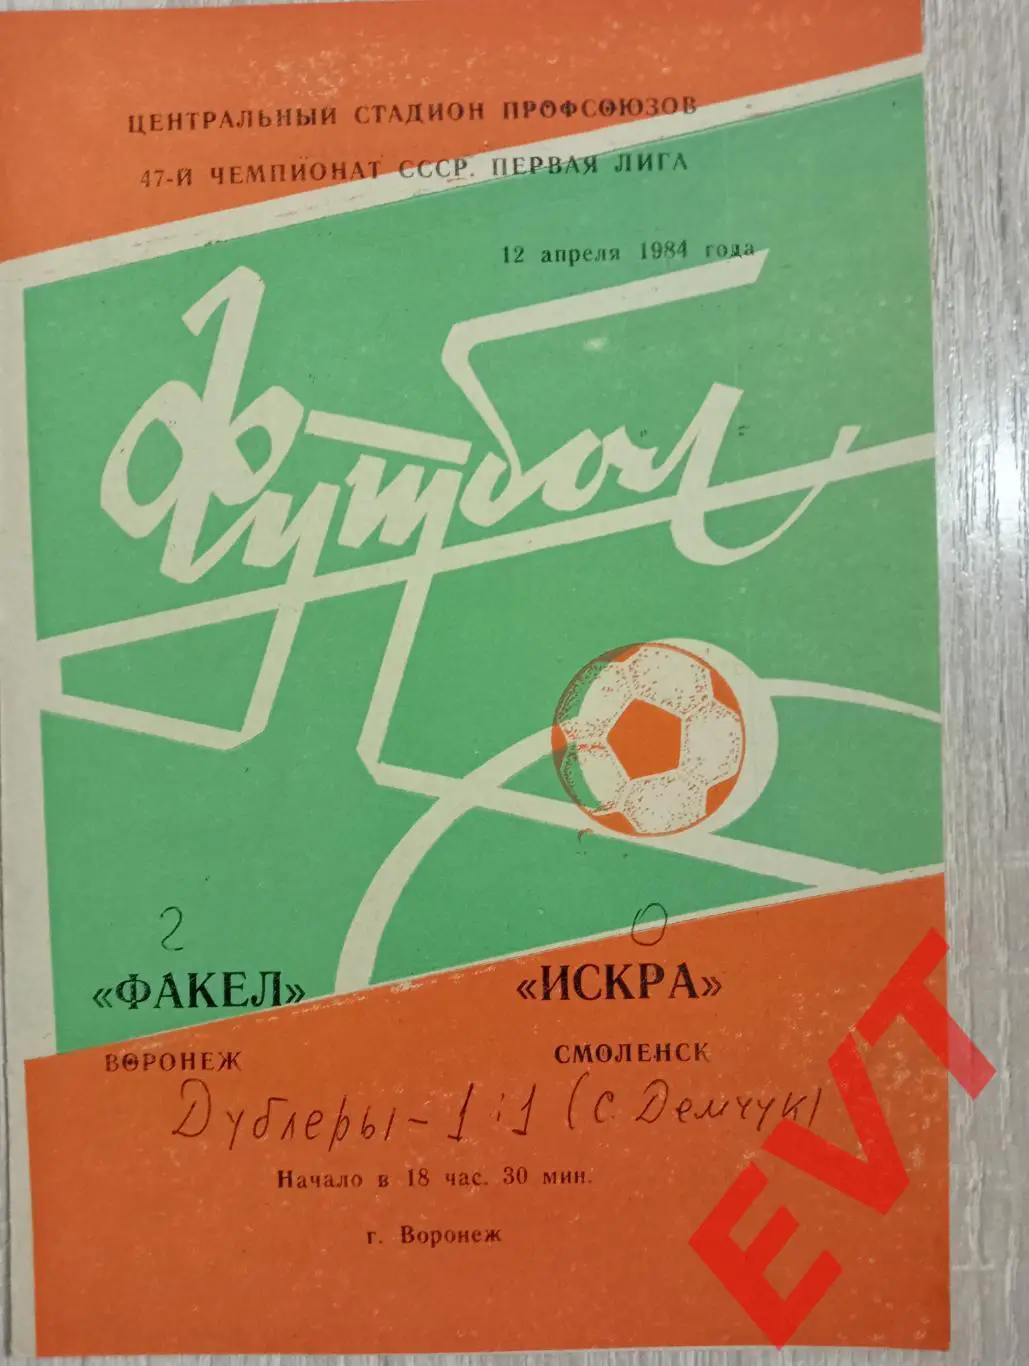 ЦЕНТРАЛЬНЫЙ СТАДИОН ПРОФСОЮЗОВ
47-Й ЧЕМПИОНАТ СССР. ПЕРВАЯ ЛИГА
12 апреля 1984 года
Футбол
2 0
«ФАКЕЛ» «ИСКРА»
ВОРОНЕЖ СМОЛЕНСК
Дублеры - 1:1 (С. Демчук)
Начало в 18 час. 30 мин.
г. Воронеж
EVT